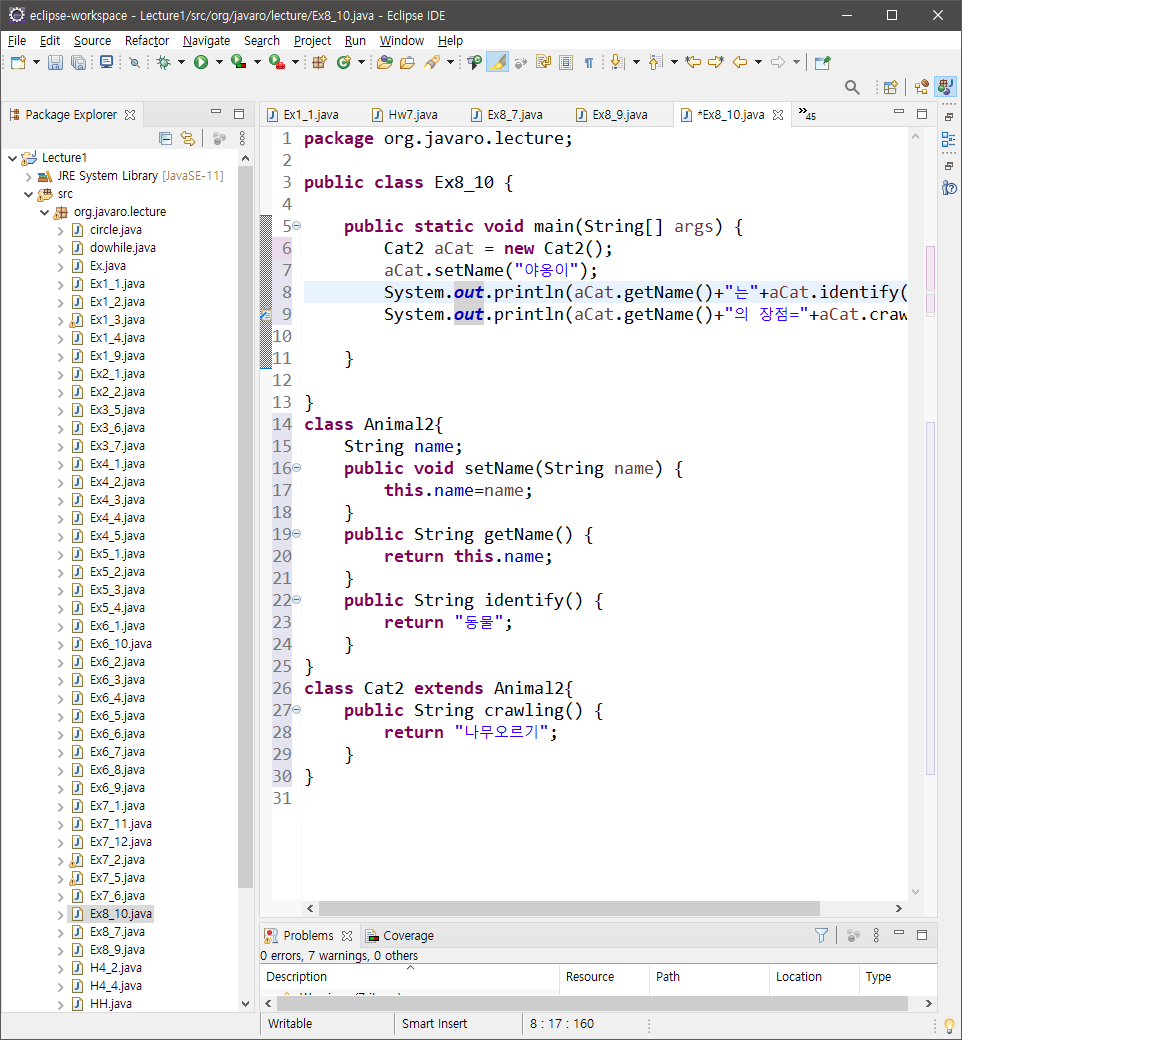 eclipse-workspace - Lecture1/src/org/javaro/lecture/Ex8_10.java - Eclipse IDE
File Edit Source Refactor Navigate Search Project Run Window Help
Package Explorer
Lecture1
JRE System Library [JavaSE-11]
src
org.javaro.lecture
circle.java
dowhile.java
Ex.java
Ex1_1.java
Ex1_2.java
Ex1_3.java
Ex1_4.java
Ex1_9.java
Ex2_1.java
Ex2_2.java
Ex3_5.java
Ex3_6.java
Ex3_7.java
Ex4_1.java
Ex4_2.java
Ex4_3.java
Ex4_4.java
Ex4_5.java
Ex5_1.java
Ex5_2.java
Ex5_3.java
Ex5_4.java
Ex6_1.java
Ex6_10.java
Ex6_2.java
Ex6_3.java
Ex6_4.java
Ex6_5.java
Ex6_6.java
Ex6_7.java
Ex6_8.java
Ex6_9.java
Ex7_1.java
Ex7_11.java
Ex7_12.java
Ex7_2.java
Ex7_5.java
Ex7_6.java
Ex8_10.java
Ex8_7.java
Ex8_9.java
H4_2.java
H4_4.java
HH.java
Ex1_1.java Hw7.java Ex8_7.java Ex8_9.java *Ex8_10.java »45
1 package org.javaro.lecture;
2
3 public class Ex8_10 {
4
5 public static void main(String[] args) {
6 Cat2 aCat = new Cat2();
7 aCat.setName("야옹이");
8 System.out.println(aCat.getName()+"는"+aCat.identify(
9 System.out.println(aCat.getName()+"의 장점="+aCat.craw
10
11 }
12
13 }
14 class Animal2{
15 String name;
16 public void setName(String name) {
17 this.name=name;
18 }
19 public String getName() {
20 return this.name;
21 }
22 public String identify() {
23 return "동물";
24 }
25 }
26 class Cat2 extends Animal2{
27 public String crawling() {
28 return "나무오르기";
29 }
30 }
31
Problems Coverage
0 errors, 7 warnings, 0 others
Description Resource Path Location Type
Writable Smart Insert 8 : 17 : 160